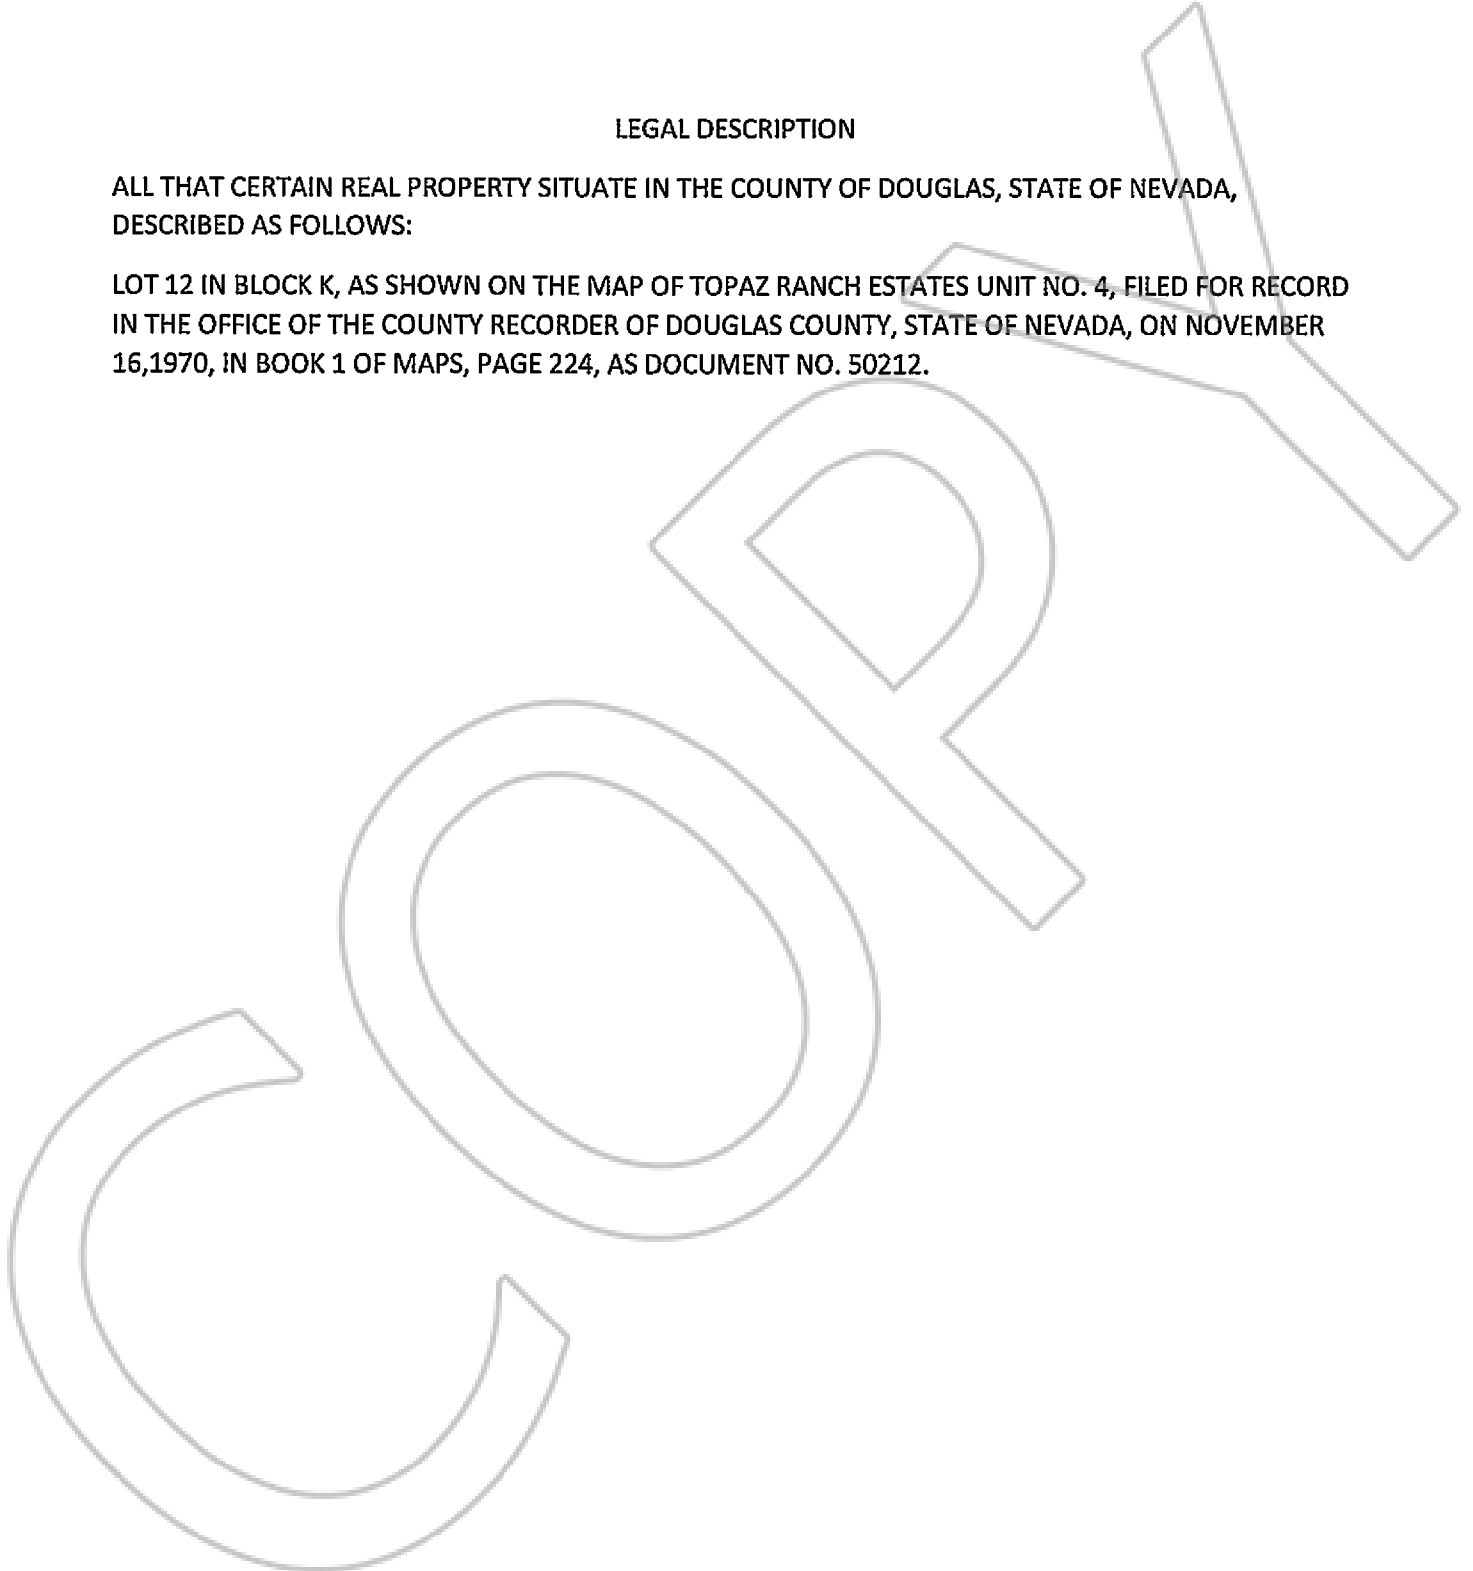 LEGAL DESCRIPTION
ALL THAT CERTAIN REAL PROPERTY SITUATE IN THE COUNTY OF DOUGLAS, STATE OF NEVADA,
DESCRIBED AS FOLLOWS:
LOT 12 IN BLOCK K, AS SHOWN ON THE MAP OF TOPAZ RANCH ESTATES UNIT NO. 4, FILED FOR RECORD
IN THE OFFICE OF THE COUNTY RECORDER OF DOUGLAS COUNTY, STATE OF NEVADA, ON NOVEMBER
16,1970, IN BOOK 1 OF MAPS, PAGE 224, AS DOCUMENT NO. 50212.
COPY